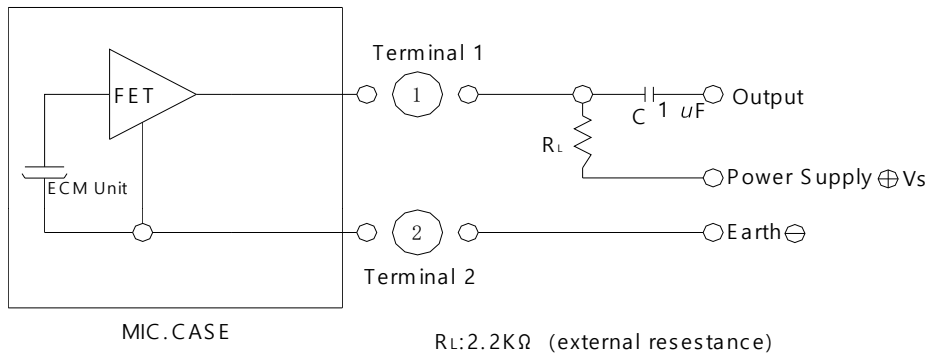 Terminal 1
FET
1
Output
C 1 uF
RL
ECM Unit
Power Supply ⊕ Vs
2
Earth ⊖
Terminal 2
MIC.CASE
RL:2.2KΩ (external resestance)